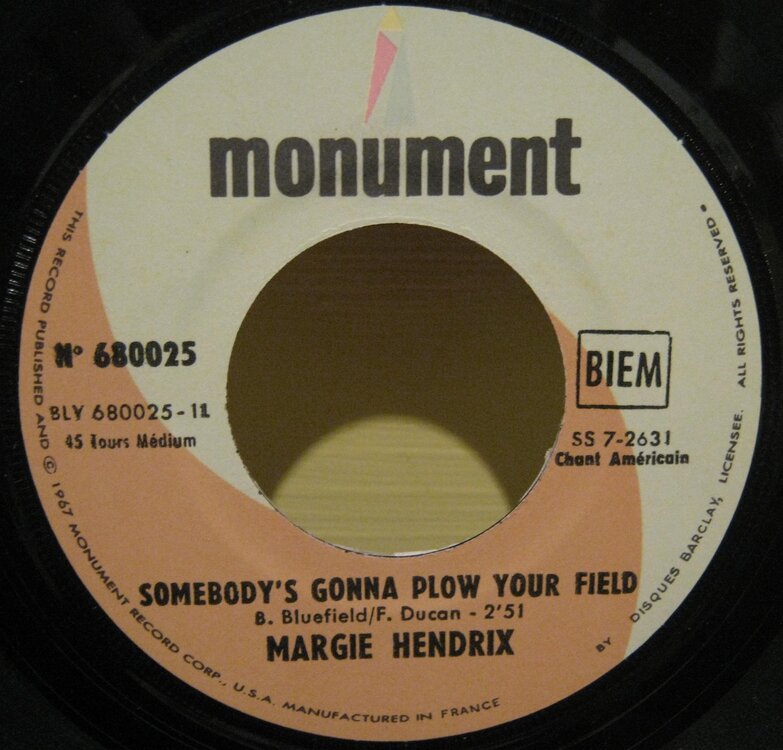 monument
Nº 680025
BLY 680025-1L
45 Tours Médium
BIEM
SS 7-2631
Chant Américain
SOMEBODY'S GONNA PLOW YOUR FIELD
B. Bluefield/F. Ducan - 2'51
MARGIE HENDRIX
THIS RECORD PUBLISHED AND © 1967 MONUMENT RECORD CORP., U.S.A. MANUFACTURED IN FRANCE BY DISQUES BARCLAY, LICENSEE. ALL RIGHTS RESERVED •